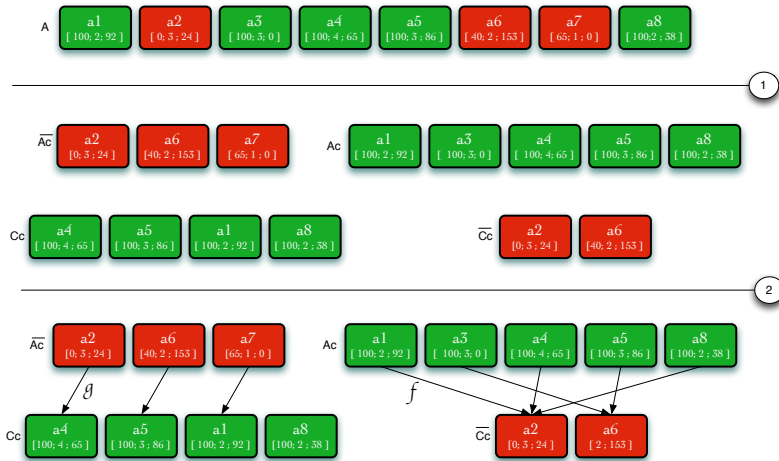 A a1 a2 a3 a4 a5 a6 a7 a8
[ 100; 2; 92 ] [ 0; 3 ; 24 ] [100; 3; 0 ] [ 100; 4 ; 65 ] [100; 3 ; 86 ] [40 ; 2 ; 153 ] [ 65; 1 ; 0 ] [ 100;2 ; 38 ]
1
Ac a2 a6 a7 Ac a1 a3 a4 a5 a8
[0; 3 ; 24 ] [40; 2 ; 153 ] [65; 1 ; 0 ] [ 100; 2 ; 92 ] [ 100; 3; 0 ] [ 100; 4; 65 ] [ 100; 3 ; 86 ] [ 100; 2 ; 38 ]
Cc a4 a5 a1 a8 Cc a2 a6
[ 100; 4 ; 65 ] [ 100; 3 ; 86 ] [ 100; 2 ; 92 ] [ 100; 2 ; 38 ] [0; 3 ; 24 ] [40; 2 ; 153 ]
2
Ac a2 a6 a7 Ac a1 a3 a4 a5 a8
[0; 3 ; 24 ] [40; 2 ; 153 ] [65; 1 ; 0 ] [ 100; 2 ; 92 ] [ 100; 3; 0 ] [ 100; 4 ; 65 ] [ 100; 3 ; 86 ] [ 100; 2 ; 38 ]
g f
Cc a4 a5 a1 a8 Cc a2 a6
[100; 4 ; 65 ] [ 100; 3 ; 86 ] [ 100; 2 ; 92 ] [100; 2 ; 38 ] [0; 3 ; 24 ] [ 2 ; 153 ]